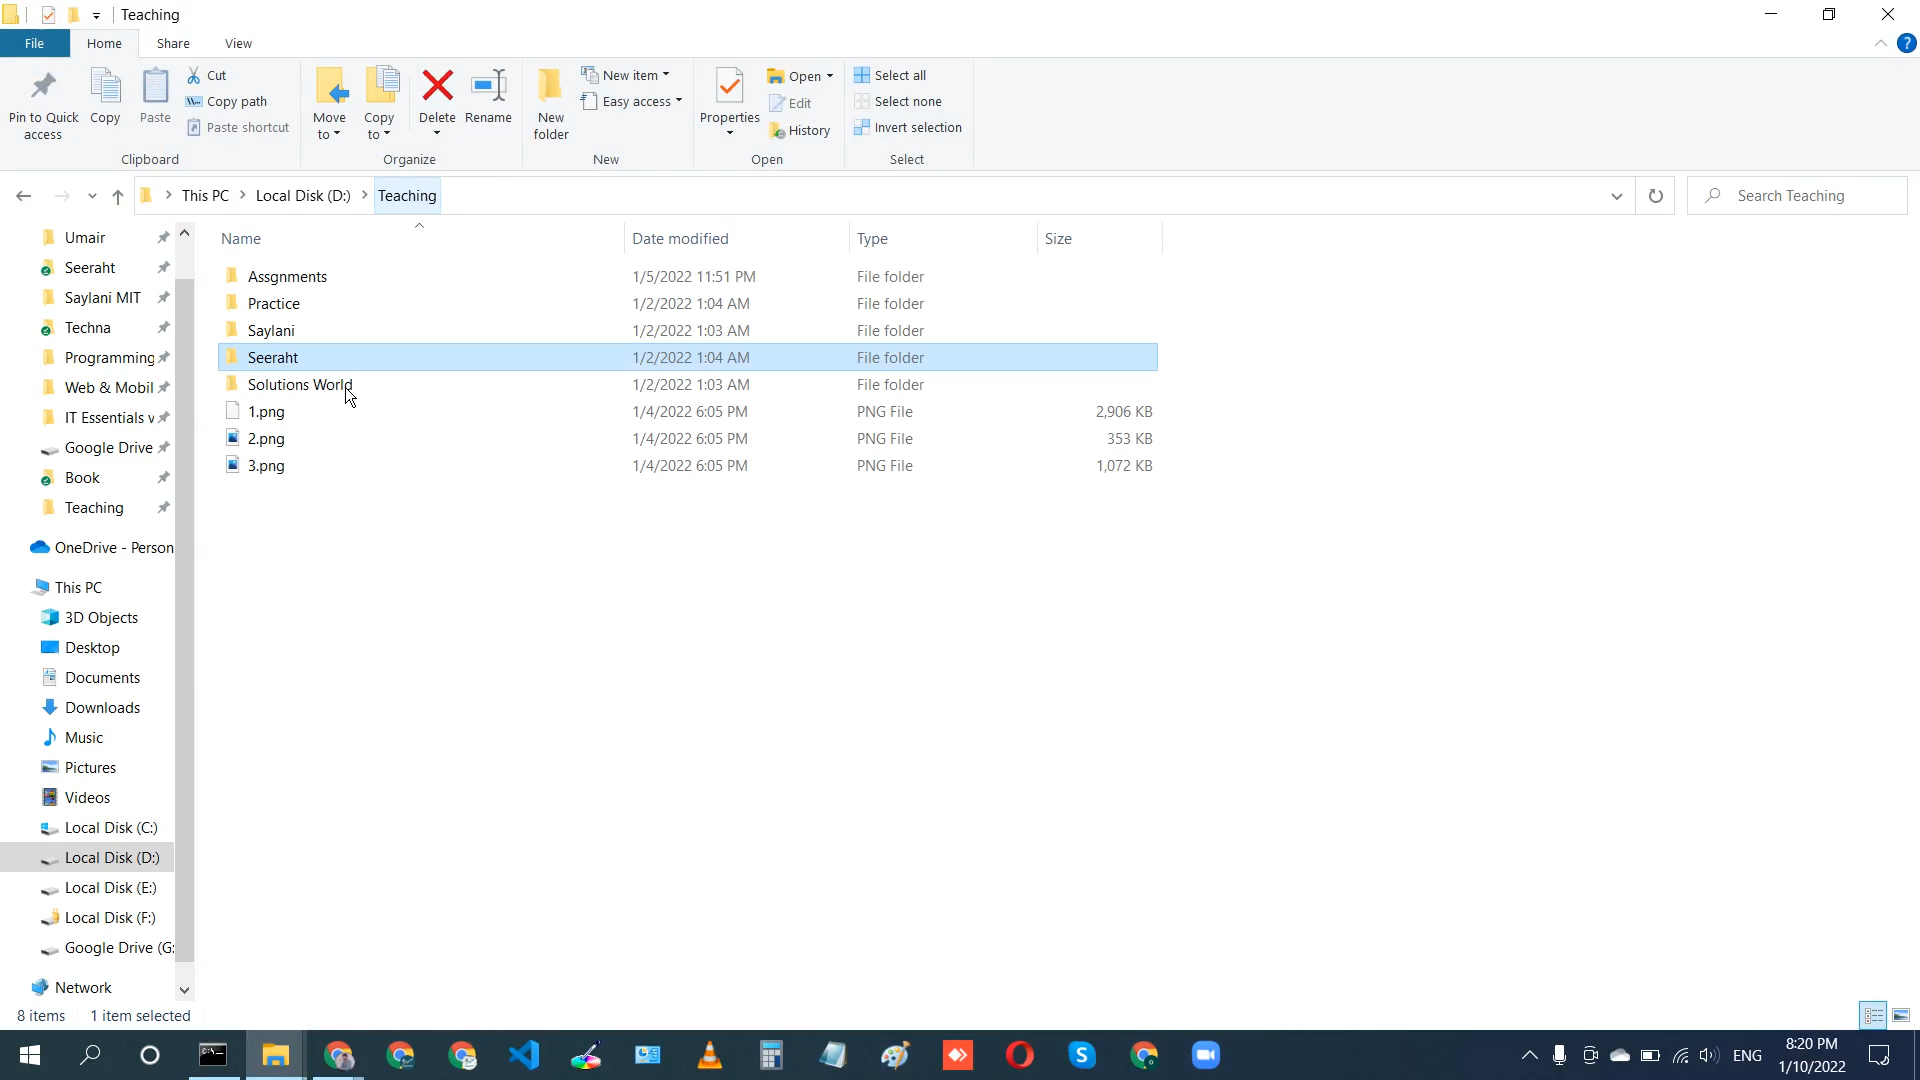 Teaching
File Home Share View
Pin to Quick access
Copy
Paste
Cut
Copy path
Paste shortcut
Clipboard
Move to
Copy to
Delete
Rename
Organize
New folder
New item
Easy access
New
Properties
Open
Edit
History
Open
Select all
Select none
Invert selection
Select
This PC > Local Disk (D:) > Teaching
Search Teaching
Umair
Seeraht
Saylani MIT
Techna
Programming
Web & Mobil
IT Essentials v
Google Drive
Book
Teaching
OneDrive - Person
This PC
3D Objects
Desktop
Documents
Downloads
Music
Pictures
Videos
Local Disk (C:)
Local Disk (D:)
Local Disk (E:)
Local Disk (F:)
Google Drive (G:
Network
Name Date modified Type Size
Assgnments 1/5/2022 11:51 PM File folder
Practice 1/2/2022 1:04 AM File folder
Saylani 1/2/2022 1:03 AM File folder
Seeraht 1/2/2022 1:04 AM File folder
Solutions World 1/2/2022 1:03 AM File folder
1.png 1/4/2022 6:05 PM PNG File 2,906 KB
2.png 1/4/2022 6:05 PM PNG File 353 KB
3.png 1/4/2022 6:05 PM PNG File 1,072 KB
8 items 1 item selected
ENG
8:20 PM
1/10/2022